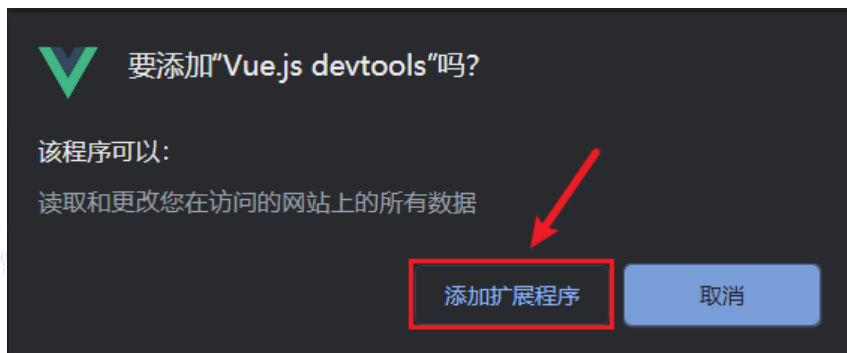 要添加"Vue.js devtools"吗?
该程序可以：
读取和更改您在访问的网站上的所有数据
添加扩展程序
取消